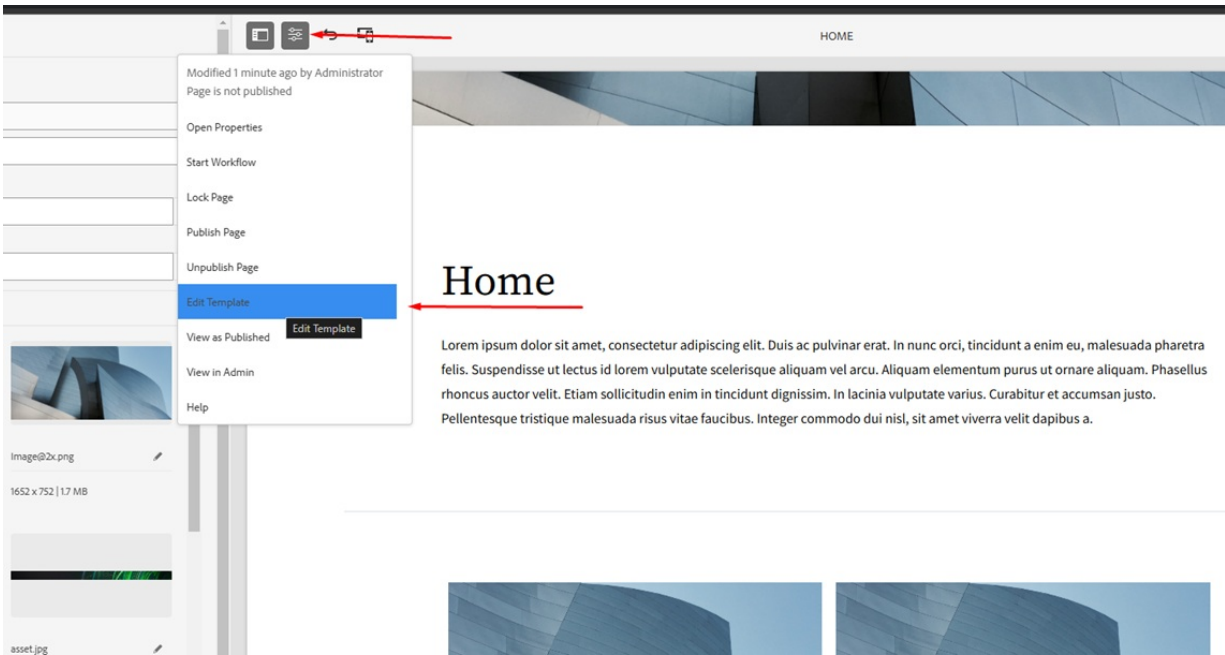 HOME
Modified 1 minute ago by Administrator
Page is not published
Open Properties
Start Workflow
Lock Page
Publish Page
Unpublish Page
Edit Template
Edit Template
View as Published
View in Admin
Help
Image@2x.png
1652 x 752 | 1.7 MB
asset.jpg
Home
Lorem ipsum dolor sit amet, consectetur adipiscing elit. Duis ac pulvinar erat. In nunc orci, tincidunt a enim eu, malesuada pharetra
felis. Suspendisse ut lectus id lorem vulputate scelerisque aliquam vel arcu. Aliquam elementum purus ut ornare aliquam. Phasellus
rhoncus auctor velit. Etiam sollicitudin enim in tincidunt dignissim. In lacinia vulputate varius. Curabitur et accumsan justo.
Pellentesque tristique malesuada risus vitae faucibus. Integer commodo dui nisl, sit amet viverra velit dapibus a.